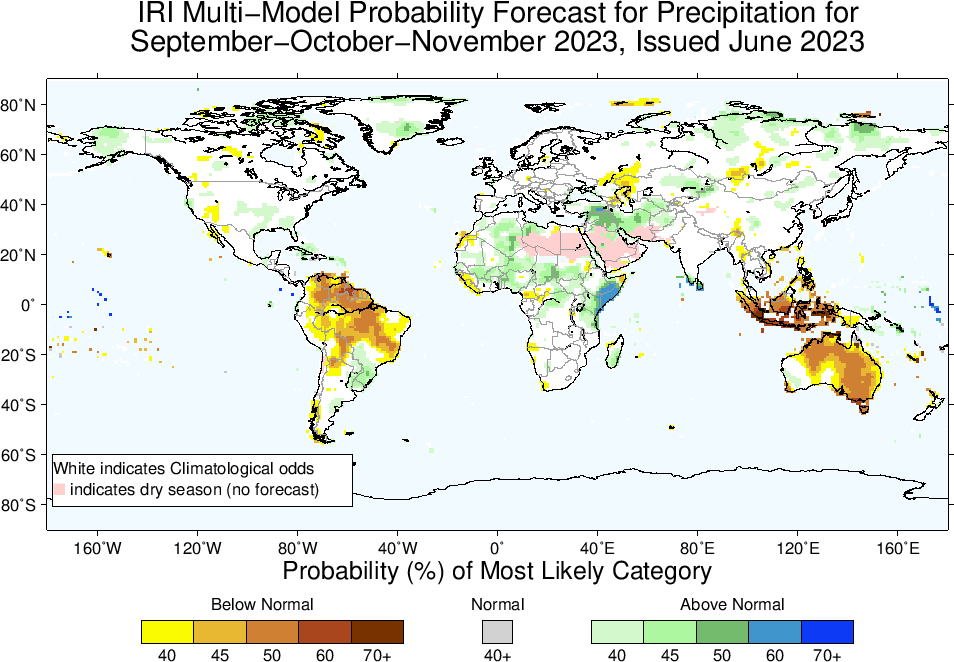 IRI Multi−Model Probability Forecast for Precipitation for
September−October−November 2023, Issued June 2023
80˚N
60˚N
40˚N
20˚N
0˚
20˚S
40˚S
60˚S
80˚S
White indicates Climatological odds
indicates dry season (no forecast)
160˚W 120˚W 80˚W 40˚W 0˚ 40˚E 80˚E 120˚E 160˚E
Probability (%) of Most Likely Category
Below Normal Normal Above Normal
40 45 50 60 70+ 40+ 40 45 50 60 70+